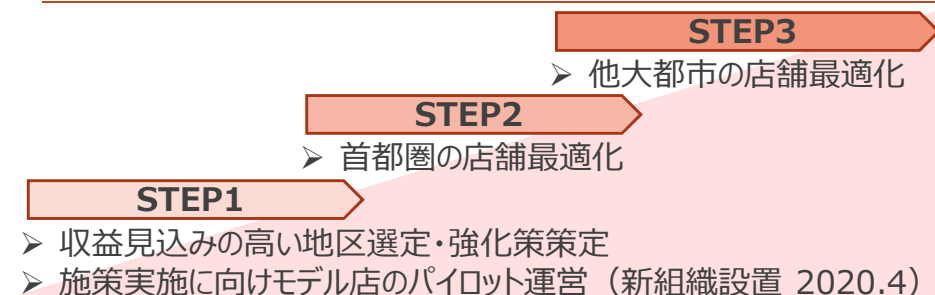 STEP3
➢ 他大都市の店舗最適化
STEP2
➢ 首都圏の店舗最適化
STEP1
➢ 収益見込みの高い地区選定・強化策策定
➢ 施策実施に向けモデル店のパイロット運営（新組織設置 2020.4）